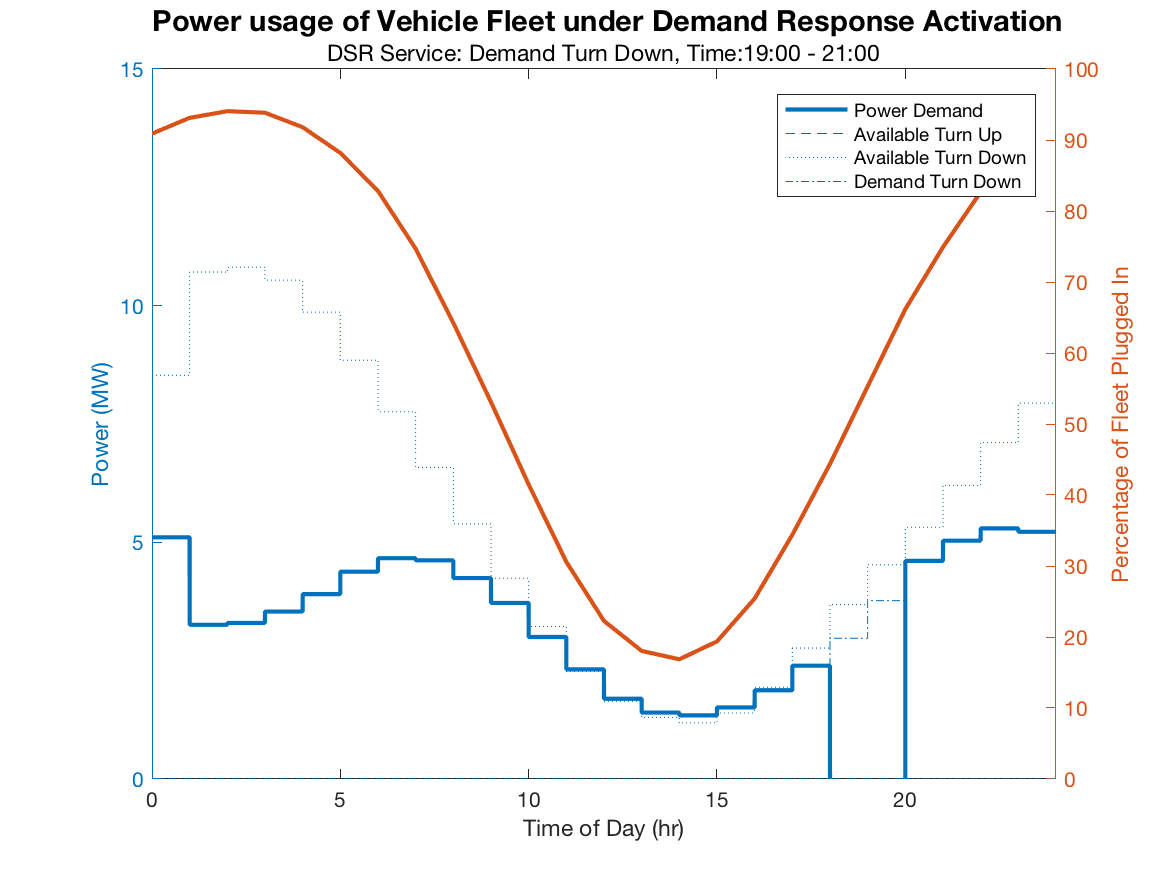 Power usage of Vehicle Fleet under Demand Response Activation
DSR Service: Demand Turn Down, Time:19:00 - 21:00
15
10
5
0
Power (MW)
Power Demand
Available Turn Up
Available Turn Down
Demand Turn Down
100
90
80
70
60
50
40
30
20
10
0
Percentage of Fleet Plugged In
0 5 10 15 20
Time of Day (hr)